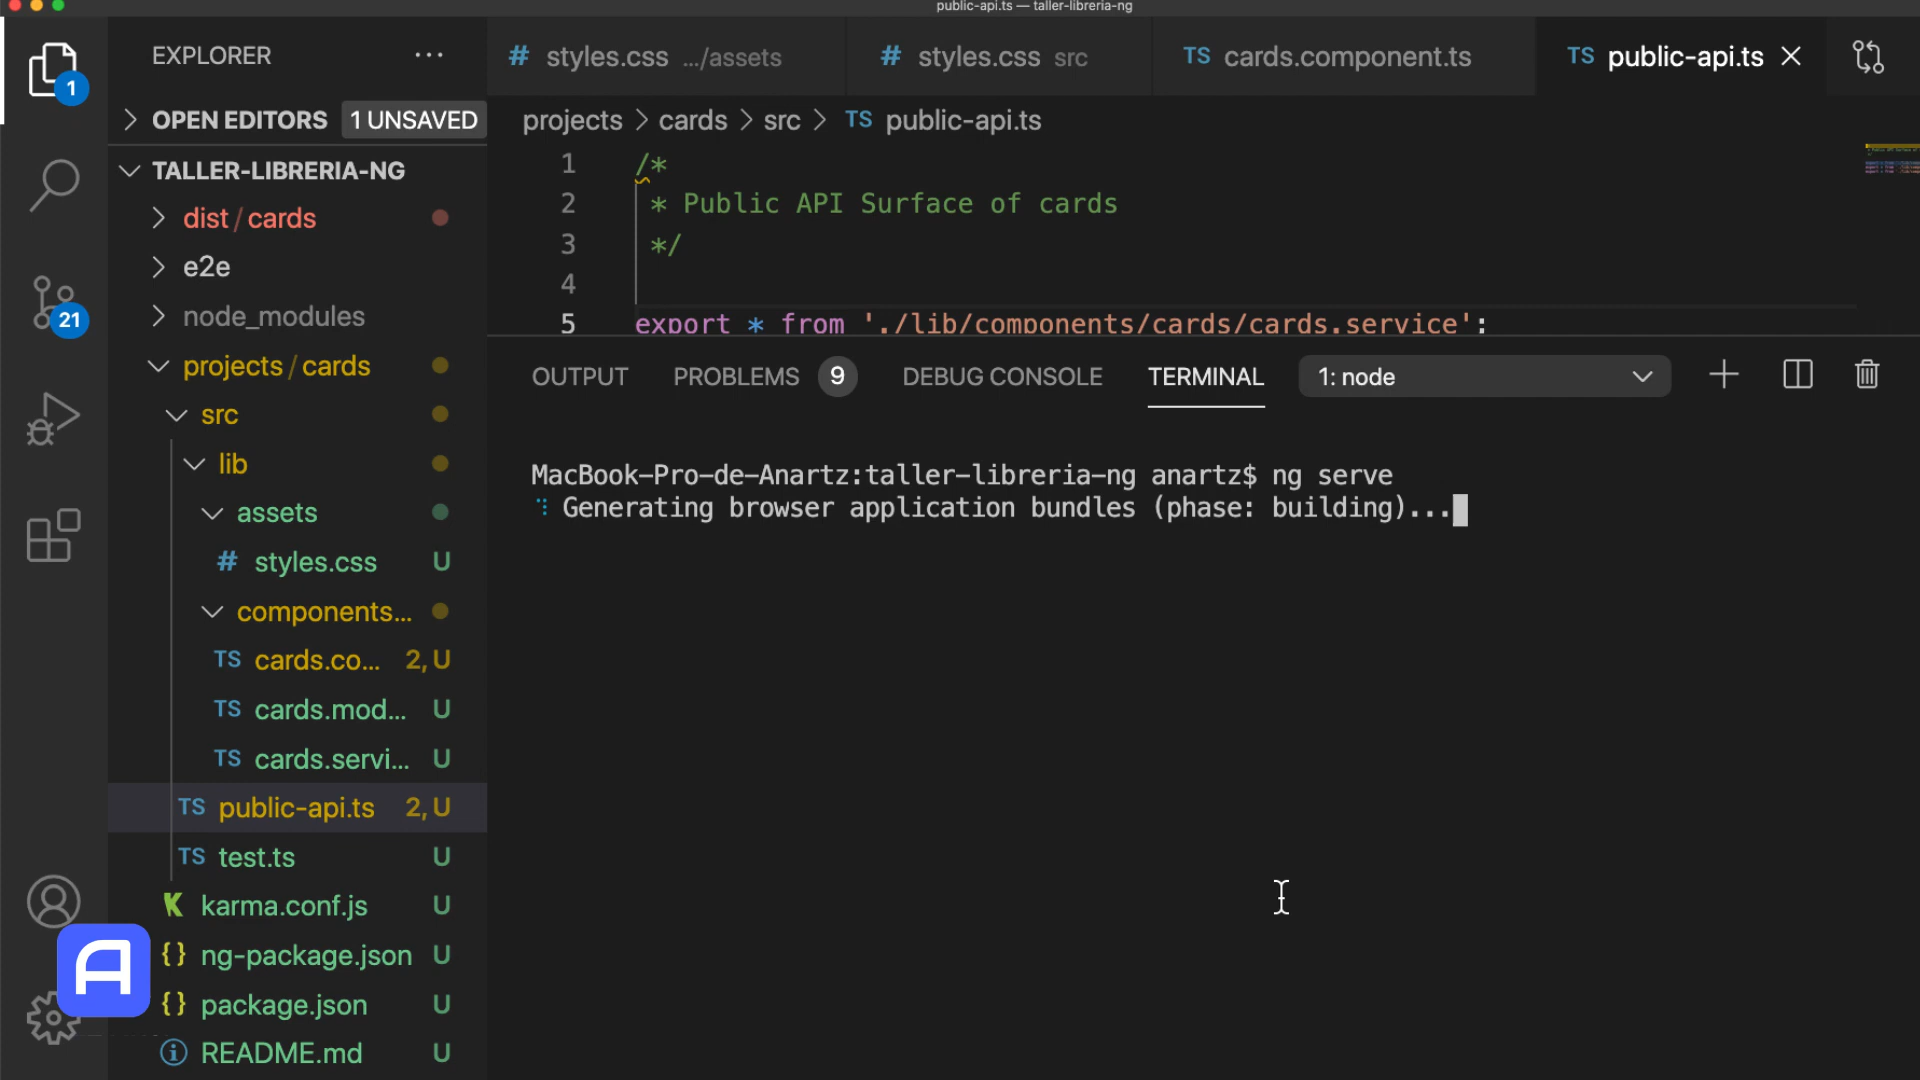 public-api.ts — taller-libreria-ng
EXPLORER
···
# styles.css .../assets
# styles.css src
TS cards.component.ts
TS public-api.ts
1
OPEN EDITORS 1 UNSAVED
projects > cards > src > TS public-api.ts
TALLER-LIBRERIA-NG
1 /*
2 * Public API Surface of cards
3 */
4
5 export * from './lib/components/cards/cards.service';
dist / cards
e2e
21
node_modules
projects / cards
OUTPUT PROBLEMS 9 DEBUG CONSOLE TERMINAL 1: node
src
lib
MacBook-Pro-de-Anartz:taller-libreria-ng anartz$ ng serve
Generating browser application bundles (phase: building)...
assets
# styles.css U
components...
TS cards.co... 2, U
TS cards.mod... U
TS cards.servi... U
TS public-api.ts 2, U
TS test.ts U
K karma.conf.js U
A
{} ng-package.json U
{} package.json U
README.md U